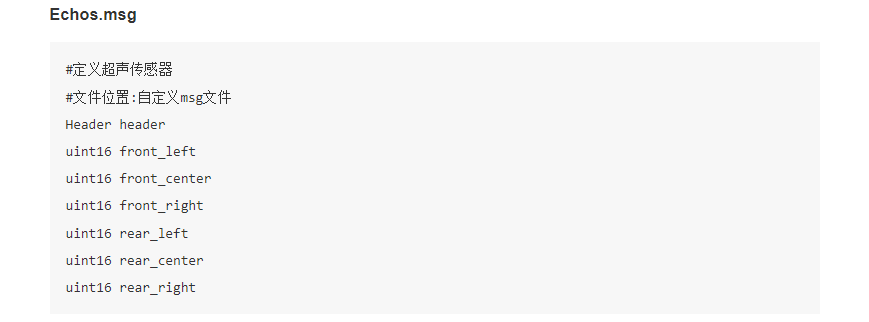 Echos.msg
#定义超声传感器
#文件位置:自定义msg文件
Header header
uint16 front_left
uint16 front_center
uint16 front_right
uint16 rear_left
uint16 rear_center
uint16 rear_right